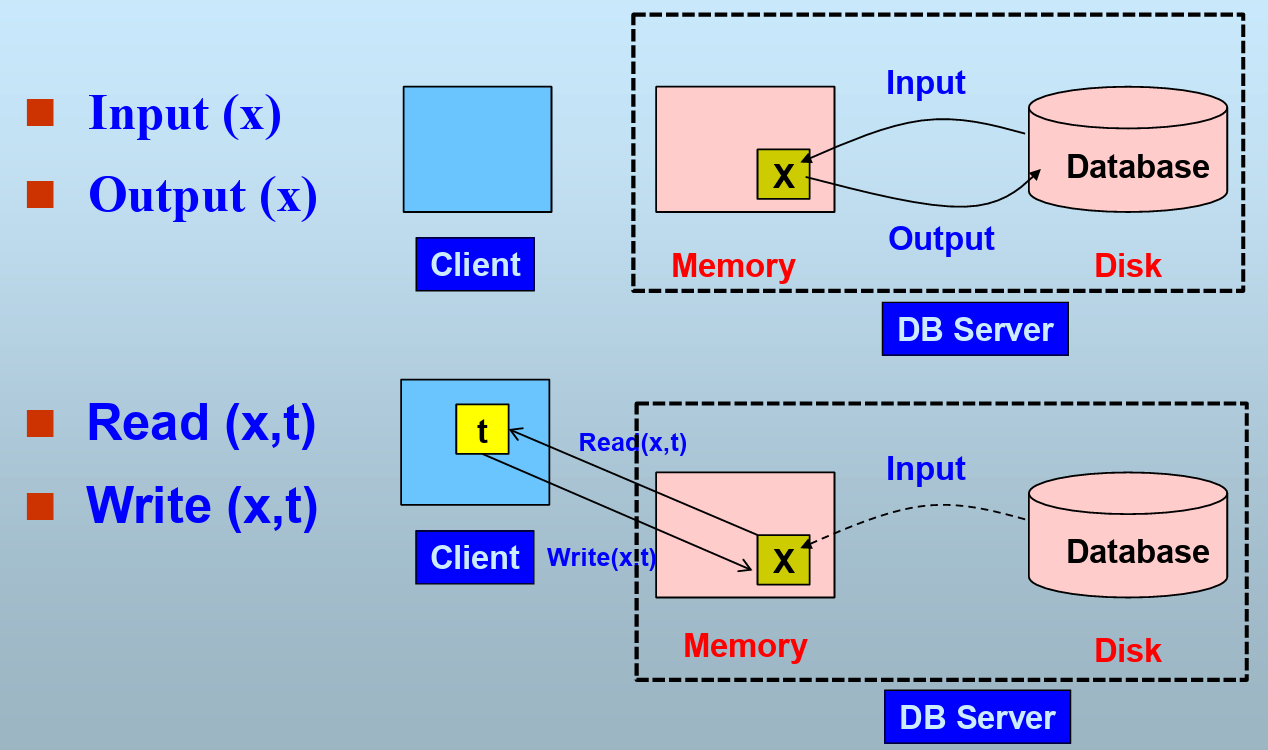 Input (x)
Output (x)
Client
Input
X
Database
Output
Memory
Disk
DB Server
Read (x,t)
Write (x,t)
t
Read(x,t)
Client
Write(x,t)
Input
X
Database
Memory
Disk
DB Server